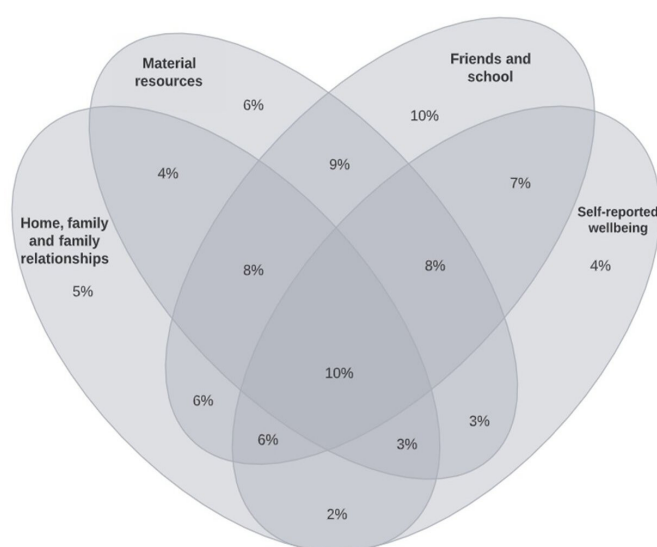 Material
resources
Friends and
school
6%
10%
9%
4%
7%
Home, family
and family
relationships
Self-reported
wellbeing
5%
8%
8%
4%
10%
6%
3%
6%
3%
2%